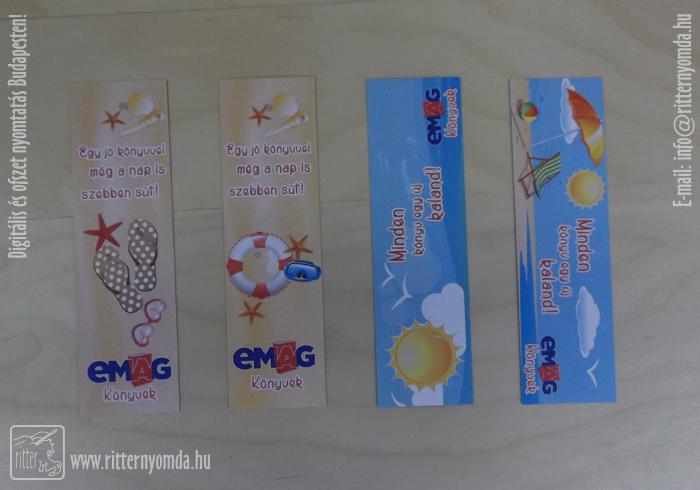 Digitális és ofszet nyomtatás Budapesten!
Egy jó könyvvel
még a nap is
szebben süt!
eMAG
Könyvek
Egy jó könyvvel
még a nap is
szebben süt!
eMAG
Könyvek
eMAG
Könyvek
Minden
könyv egy új
kaland!
Minden
könyv egy új
kaland!
eMAG
Könyvek
E-mail: info@ritternyomda.hu
ritter Zrt.
www.ritternyomda.hu